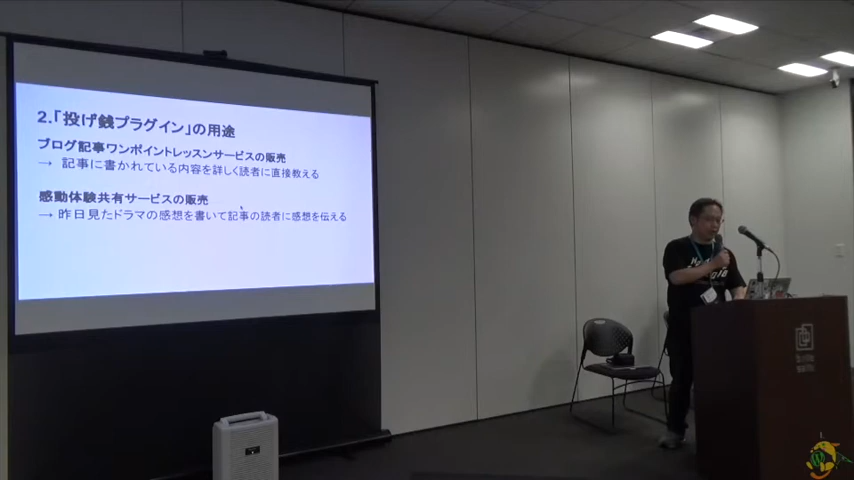 2.「投げ銭プラグイン」の用途
ブログ記事ワンポイントレッスンサービスの販売
→ 記事に書かれている内容を詳しく読者に直接教える
感動体験共有サービスの販売
→ 昨日見たドラマの感想を書いて記事の読者に感想を伝える